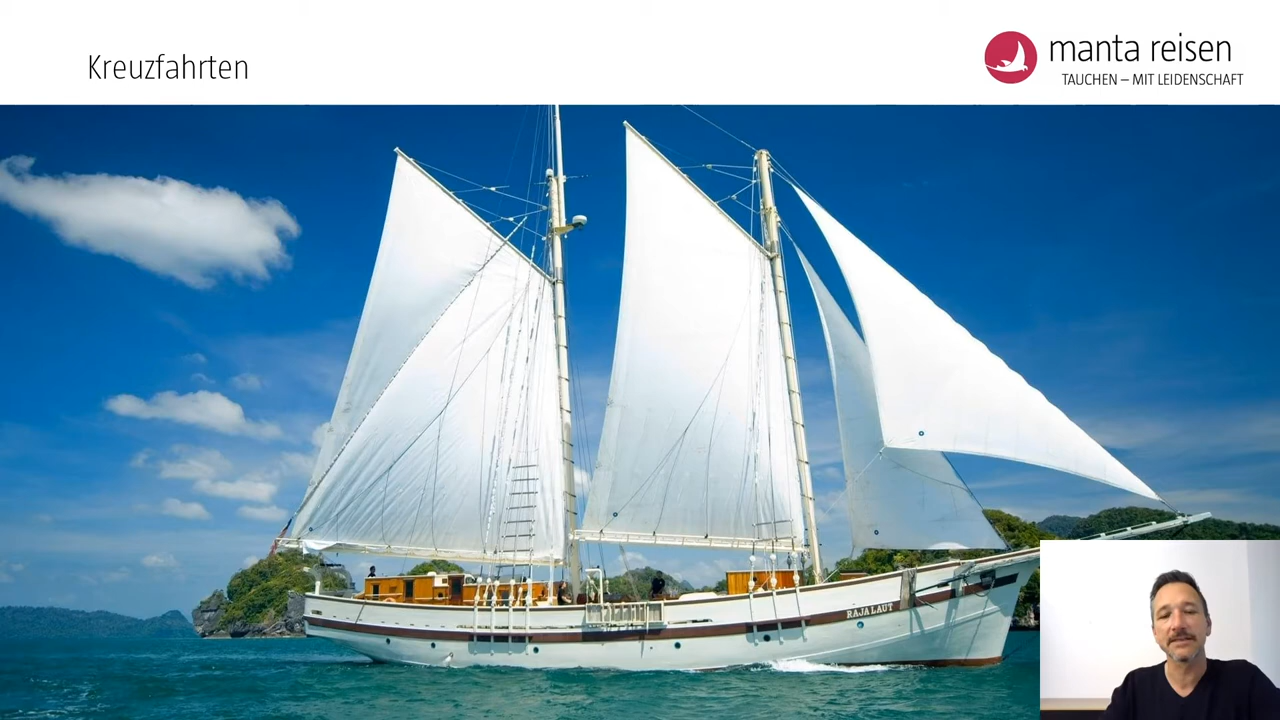 Kreuzfahrten
manta reisen
TAUCHEN – MIT LEIDENSCHAFT
RAJA LAUT